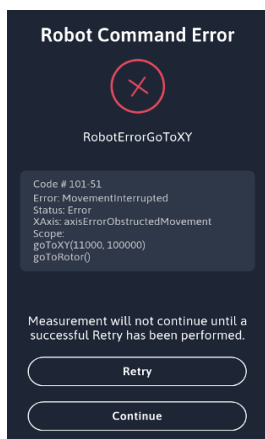 Robot Command Error
RobotErrorGoToXY
Code # 101-51
Error: MovementInterrupted
Status: Error
XAxis: axisErrorObstructedMovement
Scope:
goToXY(11000, 100000)
goToRotor()
Measurement will not continue until a
successful Retry has been performed.
Retry
Continue